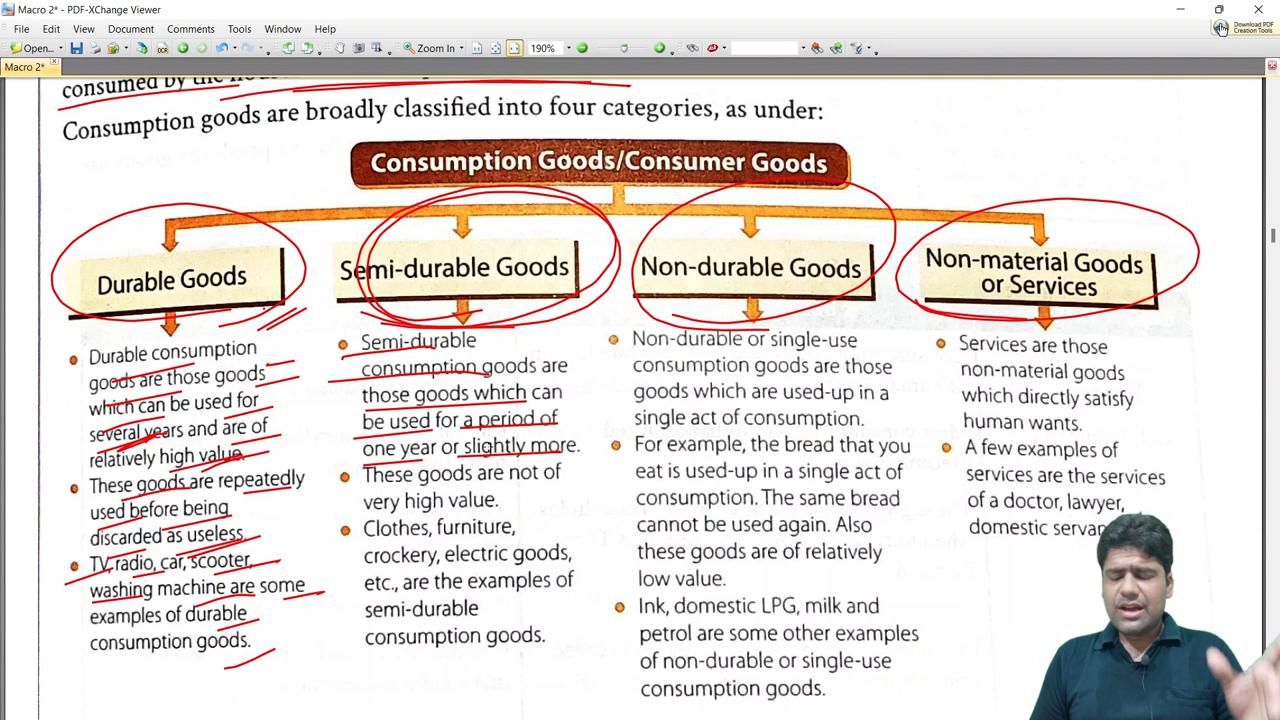 Macro 2* - PDF-XChange Viewer
File Edit View Document Comments Tools Window Help
Download PDF
Creation Tools
Open... Zoom In 190%
Macro 2*
consumed by the
Consumption goods are broadly classified into four categories, as under:
Consumption Goods/Consumer Goods
Durable Goods
Durable consumption
goods are those goods
which can be used for
several years and are of
relatively high value.
These goods are repeatedly
used before being
discarded as useless.
TV, radio, car, scooter,
washing machine are some
examples of durable
consumption goods.
Semi-durable Goods
Semi-durable
consumption goods are
those goods which can
be used for a period of
one year or slightly more.
These goods are not of
very high value.
Clothes, furniture,
crockery, electric goods,
etc., are the examples of
semi-durable
consumption goods.
Non-durable Goods
Non-durable or single-use
consumption goods are those
goods which are used-up in a
single act of consumption.
For example, the bread that you
eat is used-up in a single act of
consumption. The same bread
cannot be used again. Also
these goods are of relatively
low value.
Ink, domestic LPG, milk and
petrol are some other examples
of non-durable or single-use
consumption goods.
Non-material Goods
or Services
Services are those
non-material goods
which directly satisfy
human wants.
A few examples of
services are the services
of a doctor, lawyer,
domestic